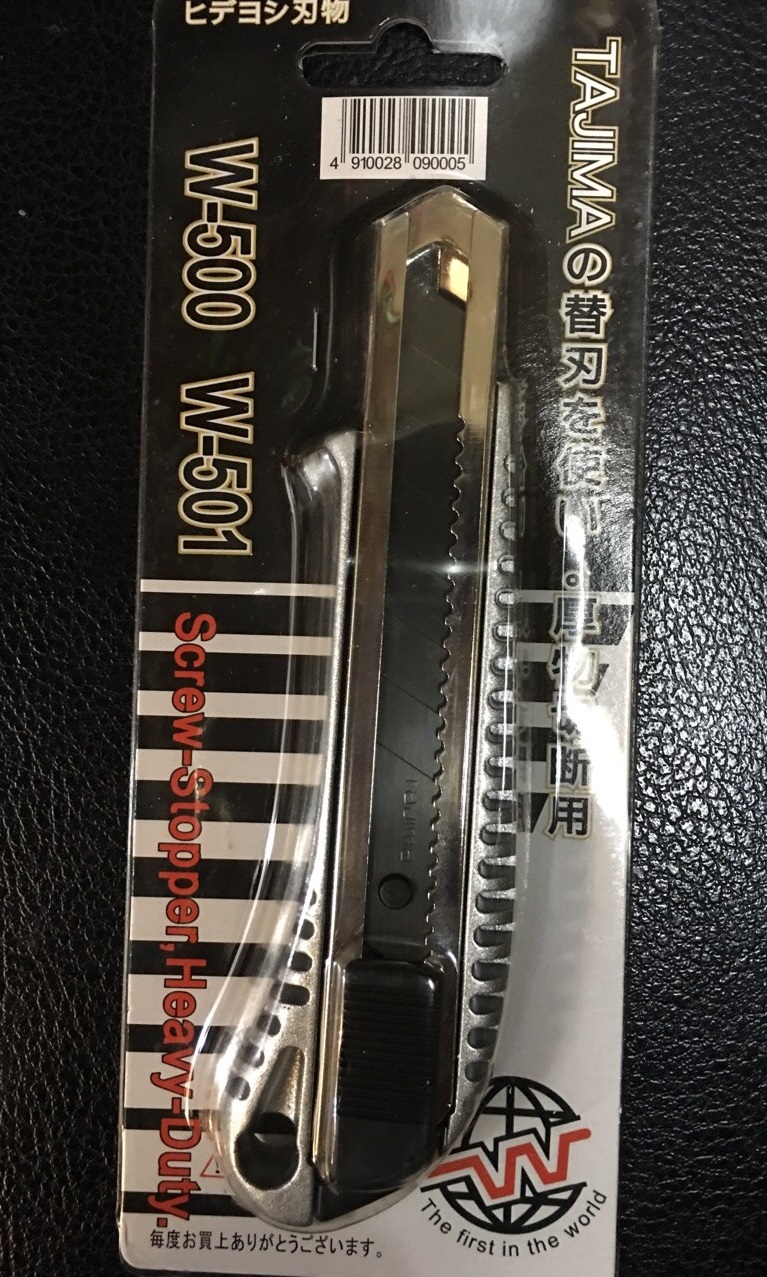 ヒデヨシ刃物
4 910028 090005
TAJIMAの替刃を使い。厚物切断用
W-500 W-501
Screw-Stopper,Heavy-Duty.
The first in the world
毎度お買上ありがとうございます。